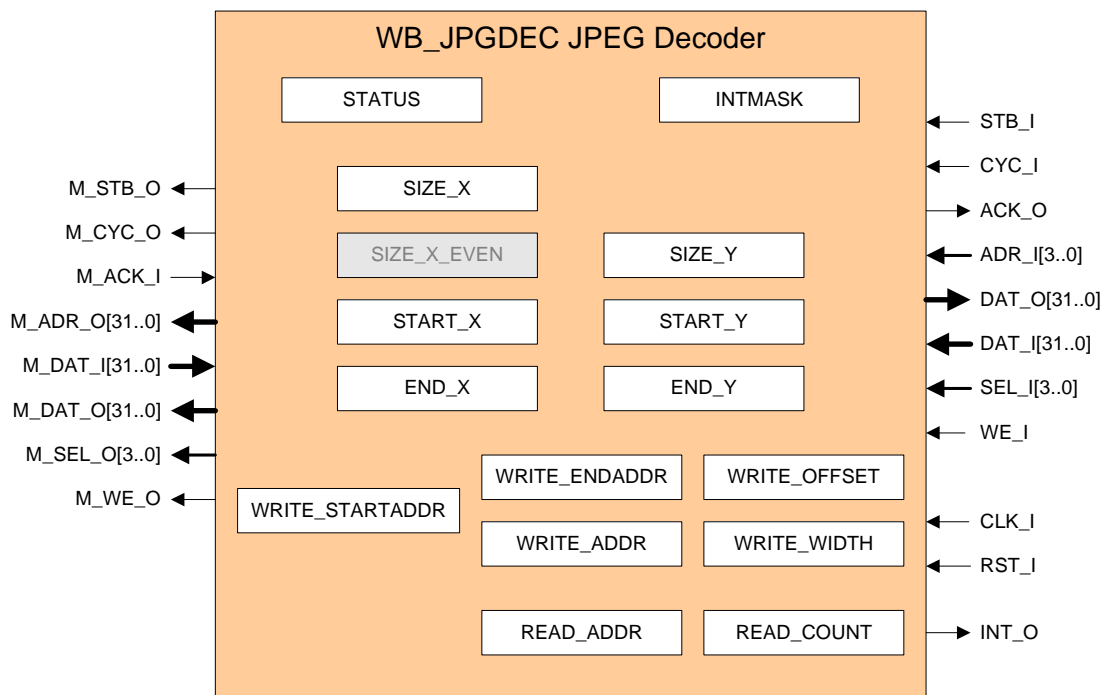 WB_JPGDEC JPEG Decoder
STATUS
INTMASK
SIZE_X
SIZE_X_EVEN
SIZE_Y
START_X
START_Y
END_X
END_Y
WRITE_ENDADDR
WRITE_OFFSET
WRITE_STARTADDR
WRITE_ADDR
WRITE_WIDTH
READ_ADDR
READ_COUNT
M_STB_O
M_CYC_O
M_ACK_I
M_ADR_O[31..0]
M_DAT_I[31..0]
M_DAT_O[31..0]
M_SEL_O[3..0]
M_WE_O
STB_I
CYC_I
ACK_O
ADR_I[3..0]
DAT_O[31..0]
DAT_I[31..0]
SEL_I[3..0]
WE_I
CLK_I
RST_I
INT_O